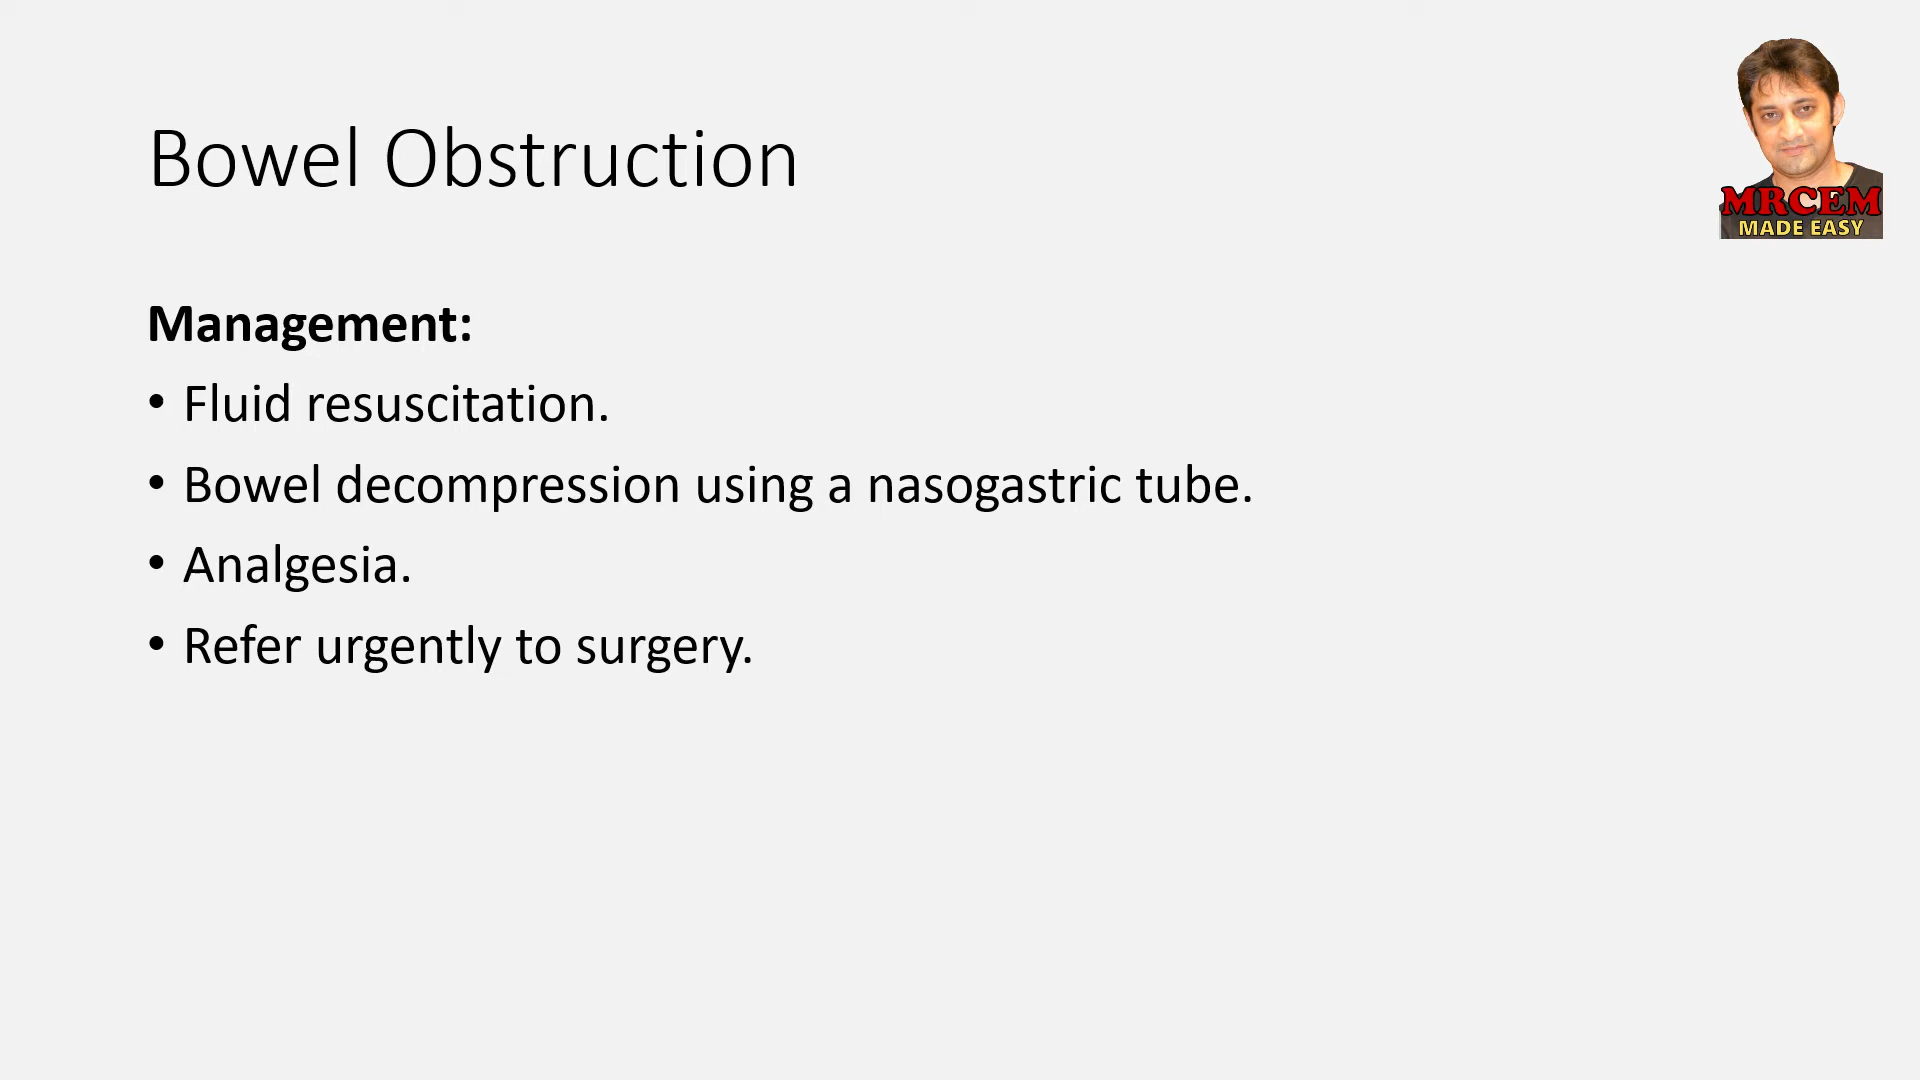 Bowel Obstruction
MRCEM
MADE EASY
Management:
• Fluid resuscitation.
• Bowel decompression using a nasogastric tube.
• Analgesia.
• Refer urgently to surgery.